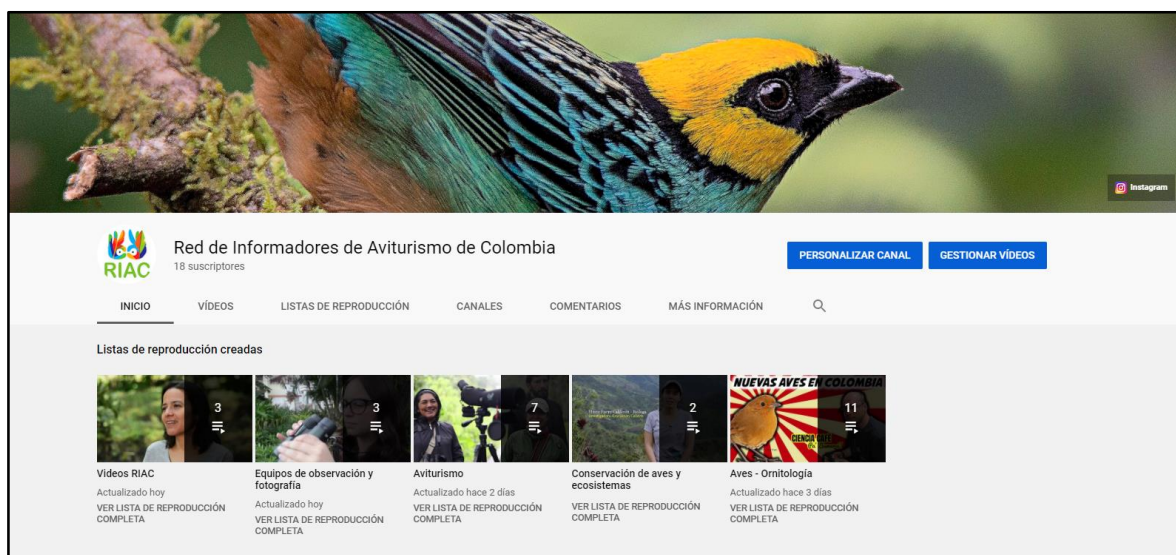 Instagram
RIAC
Red de Informadores de Aviturismo de Colombia
18 suscriptores
PERSONALIZAR CANAL
GESTIONAR VÍDEOS
INICIO
VÍDEOS
LISTAS DE REPRODUCCIÓN
CANALES
COMENTARIOS
MÁS INFORMACIÓN
Listas de reproducción creadas
3
3
7
2
NUEVAS AVES EN COLOMBIA
11
CIENCIA CAFÉ
Videos RIAC
Actualizado hoy
VER LISTA DE REPRODUCCIÓN
COMPLETA
Equipos de observación y
fotografía
Actualizado hoy
VER LISTA DE REPRODUCCIÓN
COMPLETA
Aviturismo
Actualizado hace 2 días
VER LISTA DE REPRODUCCIÓN
COMPLETA
Conservación de aves y
ecosistemas
VER LISTA DE REPRODUCCIÓN
COMPLETA
Aves - Ornitología
Actualizado hace 3 días
VER LISTA DE REPRODUCCIÓN
COMPLETA